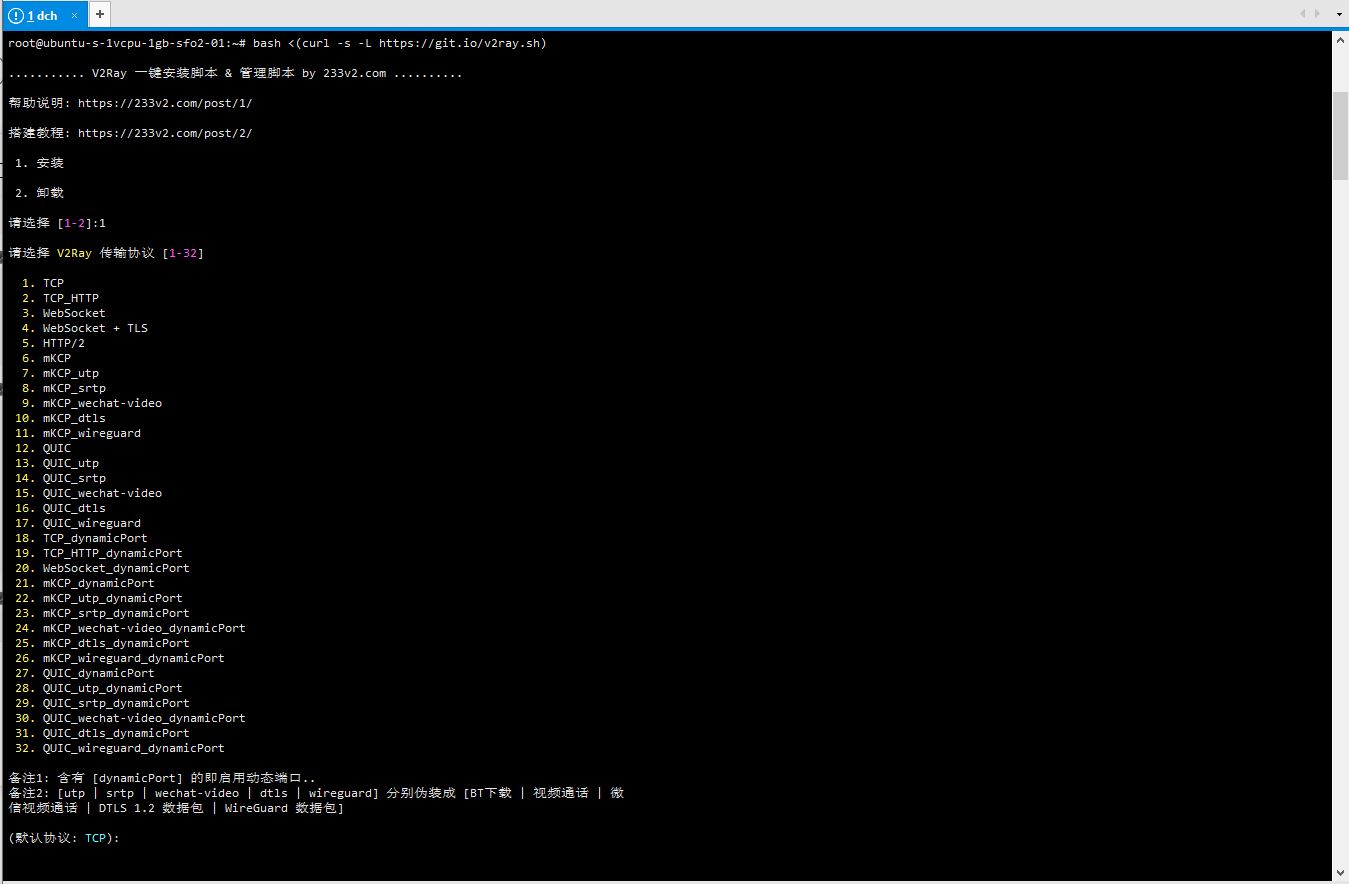 1 dch × +
root@ubuntu-s-1vcpu-1gb-sfo2-01:~# bash <(curl -s -L https://git.io/v2ray.sh)
........... V2Ray 一键安装脚本 & 管理脚本 by 233v2.com ..........
帮助说明: https://233v2.com/post/1/
搭建教程: https://233v2.com/post/2/
1. 安装
2. 卸载
请选择 [1-2]:1
请选择 V2Ray 传输协议 [1-32]
1. TCP
2. TCP_HTTP
3. WebSocket
4. WebSocket + TLS
5. HTTP/2
6. mKCP
7. mKCP_utp
8. mKCP_srtp
9. mKCP_wechat-video
10. mKCP_dtls
11. mKCP_wireguard
12. QUIC
13. QUIC_utp
14. QUIC_srtp
15. QUIC_wechat-video
16. QUIC_dtls
17. QUIC_wireguard
18. TCP_dynamicPort
19. TCP_HTTP_dynamicPort
20. WebSocket_dynamicPort
21. mKCP_dynamicPort
22. mKCP_utp_dynamicPort
23. mKCP_srtp_dynamicPort
24. mKCP_wechat-video_dynamicPort
25. mKCP_dtls_dynamicPort
26. mKCP_wireguard_dynamicPort
27. QUIC_dynamicPort
28. QUIC_utp_dynamicPort
29. QUIC_srtp_dynamicPort
30. QUIC_wechat-video_dynamicPort
31. QUIC_dtls_dynamicPort
32. QUIC_wireguard_dynamicPort
备注1: 含有 [dynamicPort] 的即启用动态端口..
备注2: [utp | srtp | wechat-video | dtls | wireguard] 分别伪装成 [BT下载 | 视频通话 | 微
信视频通话 | DTLS 1.2 数据包 | WireGuard 数据包]
(默认协议: TCP):